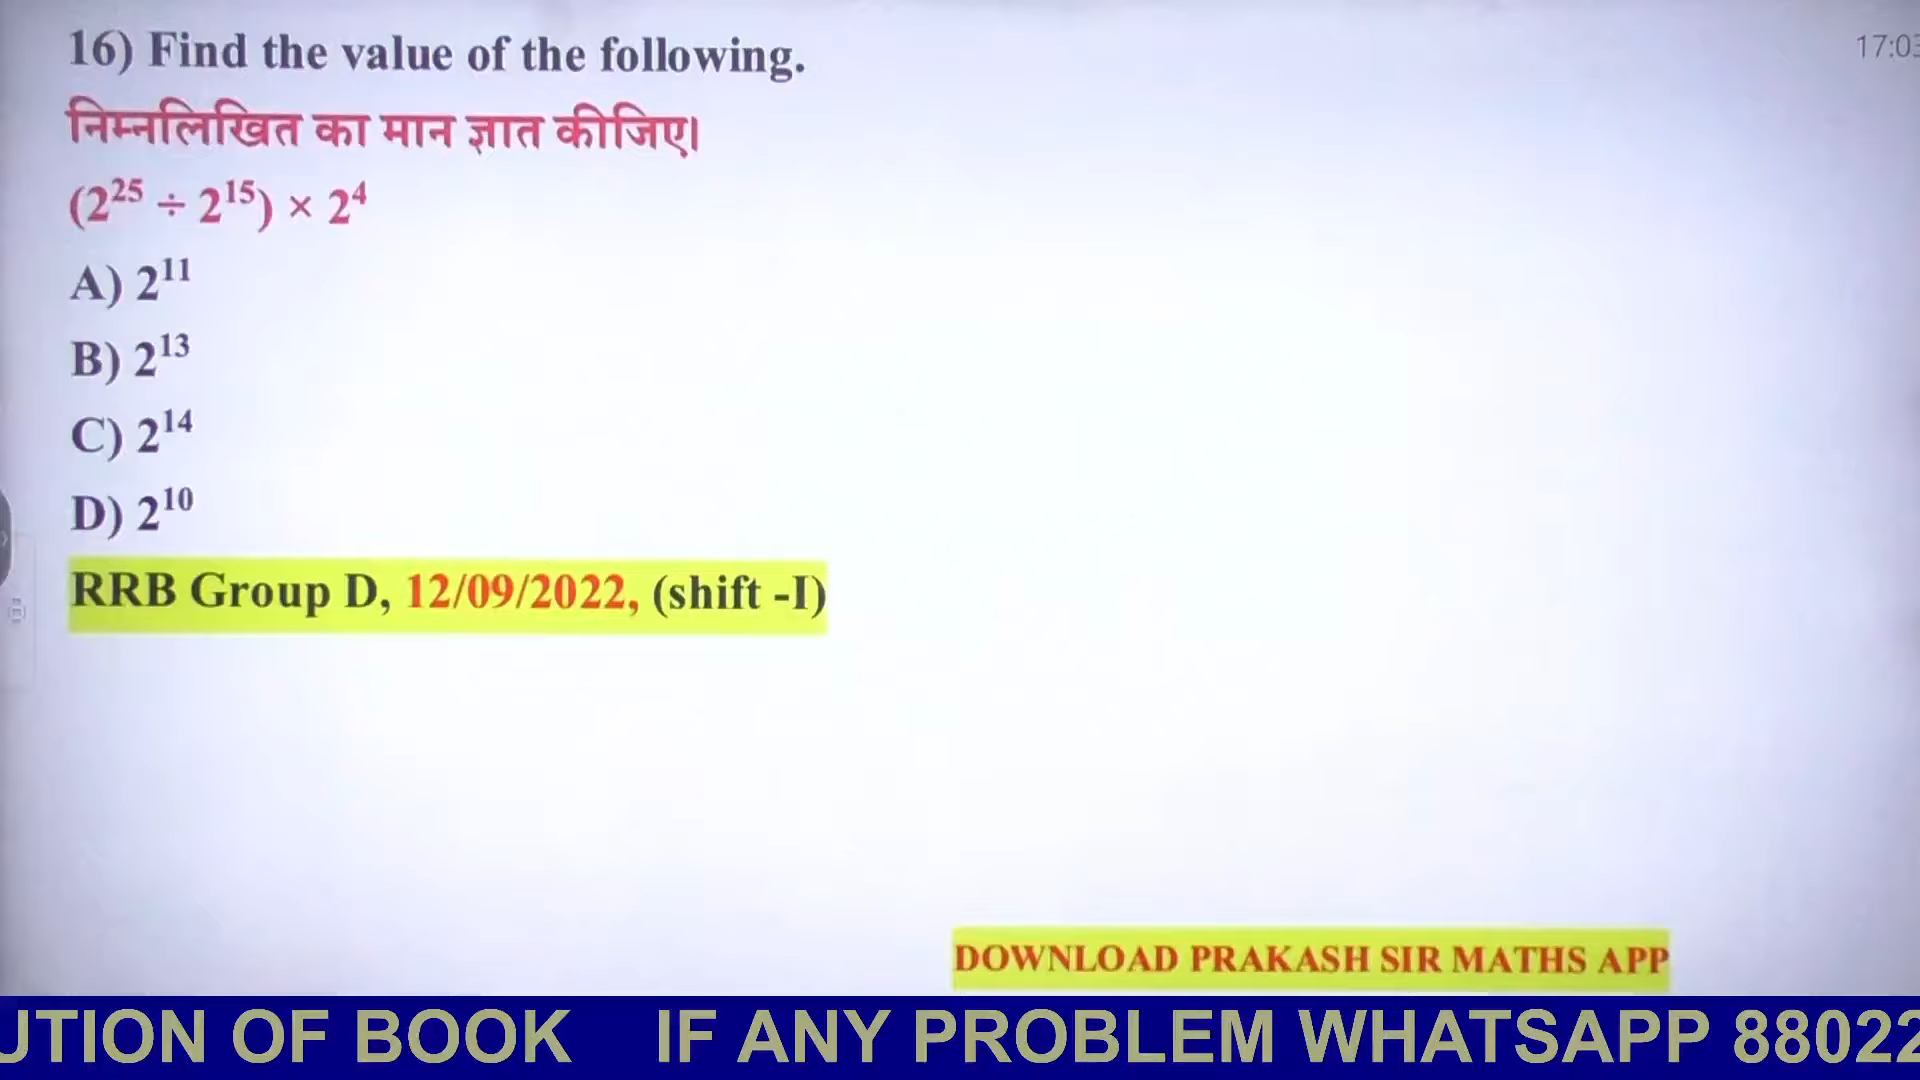 16) Find the value of the following.
17:03
निम्नलिखित का मान ज्ञात कीजिए।
(2²⁵ ÷ 2¹⁵) × 2⁴
A) 2¹¹
B) 2¹³
C) 2¹⁴
D) 2¹⁰
RRB Group D, 12/09/2022, (shift -I)
DOWNLOAD PRAKASH SIR MATHS APP
UTION OF BOOK IF ANY PROBLEM WHATSAPP 88022